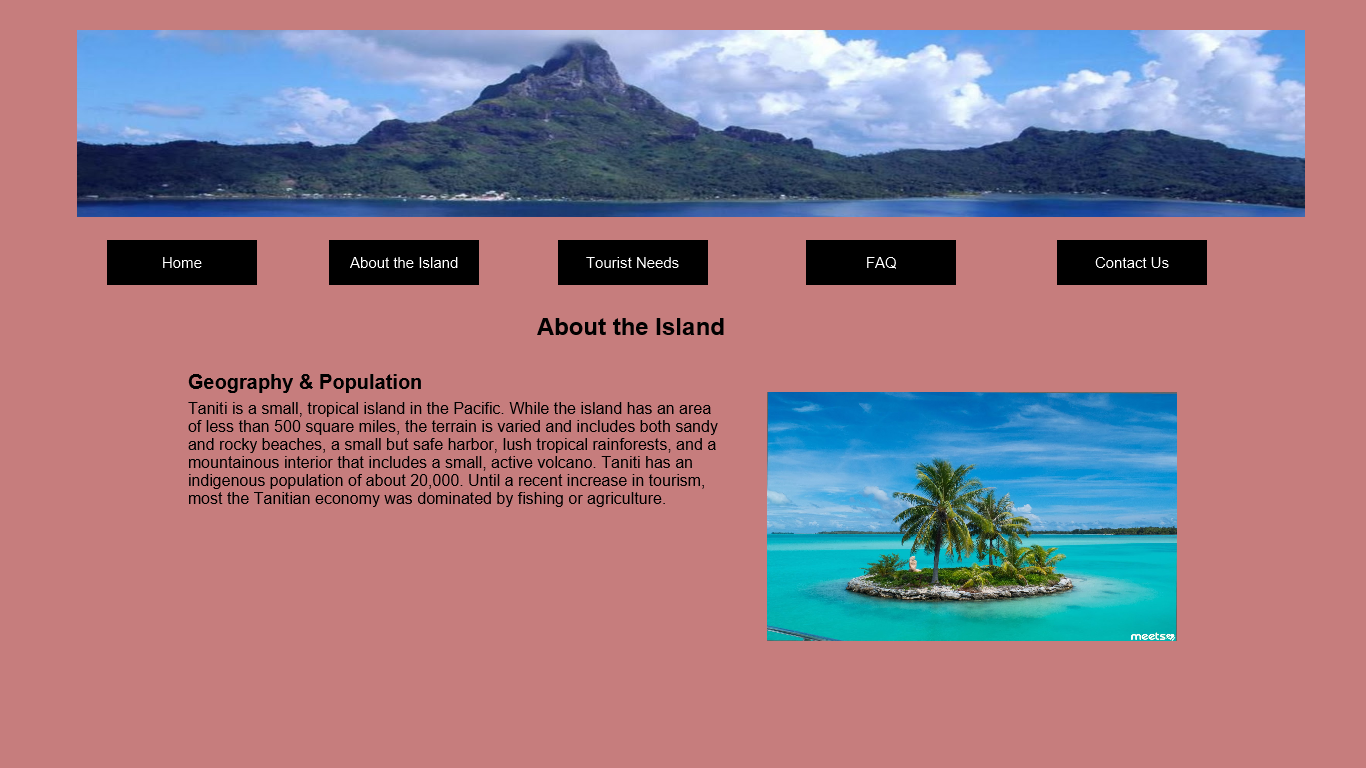 Home
About the Island
Tourist Needs
FAQ
Contact Us
About the Island
Geography & Population
Taniti is a small, tropical island in the Pacific. While the island has an area
of less than 500 square miles, the terrain is varied and includes both sandy
and rocky beaches, a small but safe harbor, lush tropical rainforests, and a
mountainous interior that includes a small, active volcano. Taniti has an
indigenous population of about 20,000. Until a recent increase in tourism,
most the Tanitian economy was dominated by fishing or agriculture.
meets